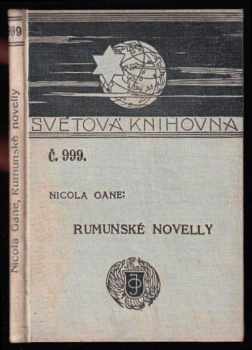 999
Nicola Gane, Rumunské novelly
SVĚTOVÁ KNIHOVNA
Č. 999.
NICOLA GANE:
RUMUNSKÉ NOVELLY